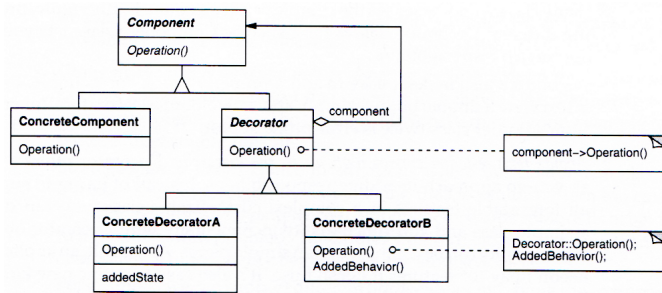 Component
Operation()
component
ConcreteComponent
Operation()
Decorator
Operation()
component–>Operation()
ConcreteDecoratorA
Operation()
addedState
ConcreteDecoratorB
Operation()
AddedBehavior()
Decorator::Operation();
AddedBehavior();